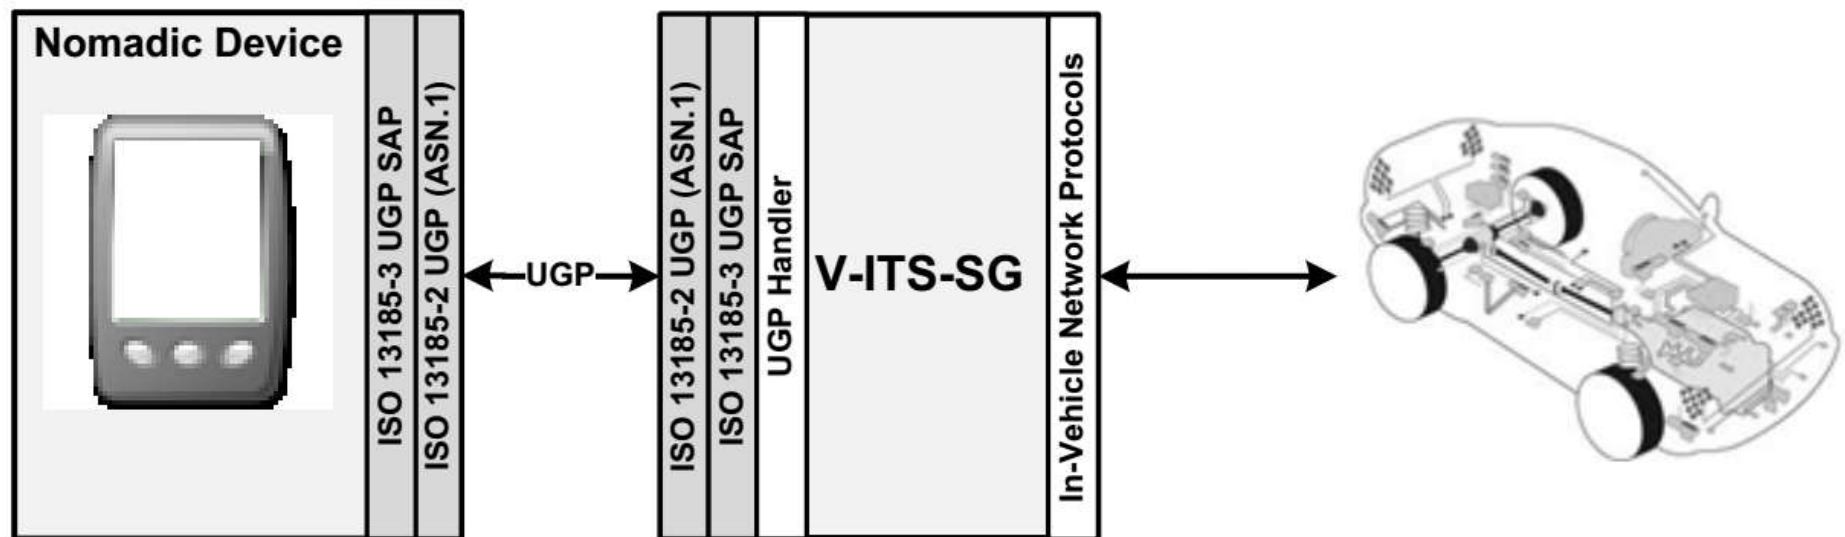 Nomadic Device
ISO 13185-3 UGP SAP
ISO 13185-2 UGP (ASN.1)
UGP
ISO 13185-2 UGP (ASN.1)
ISO 13185-3 UGP SAP
UGP Handler
V-ITS-SG
In-Vehicle Network Protocols